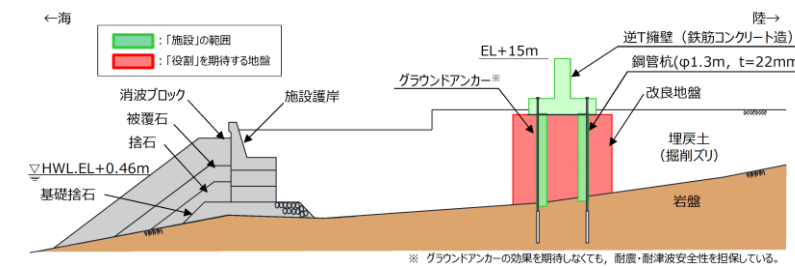 ←海
陸→
:「施設」の範囲
:「役割」を期待する地盤
EL+15m
逆T擁壁(鉄筋コンクリート造)
鋼管杭(φ1.3m, t=22mm
グラウンドアンカー※
改良地盤
消波ブロック
施設護岸
被覆石
捨石
埋戻土
(掘削ズリ)
▽HWL.EL+0.46m
基礎捨石
岩盤
※ グラウンドアンカーの効果を期待しなくても，耐震・耐津波安全性を担保している。